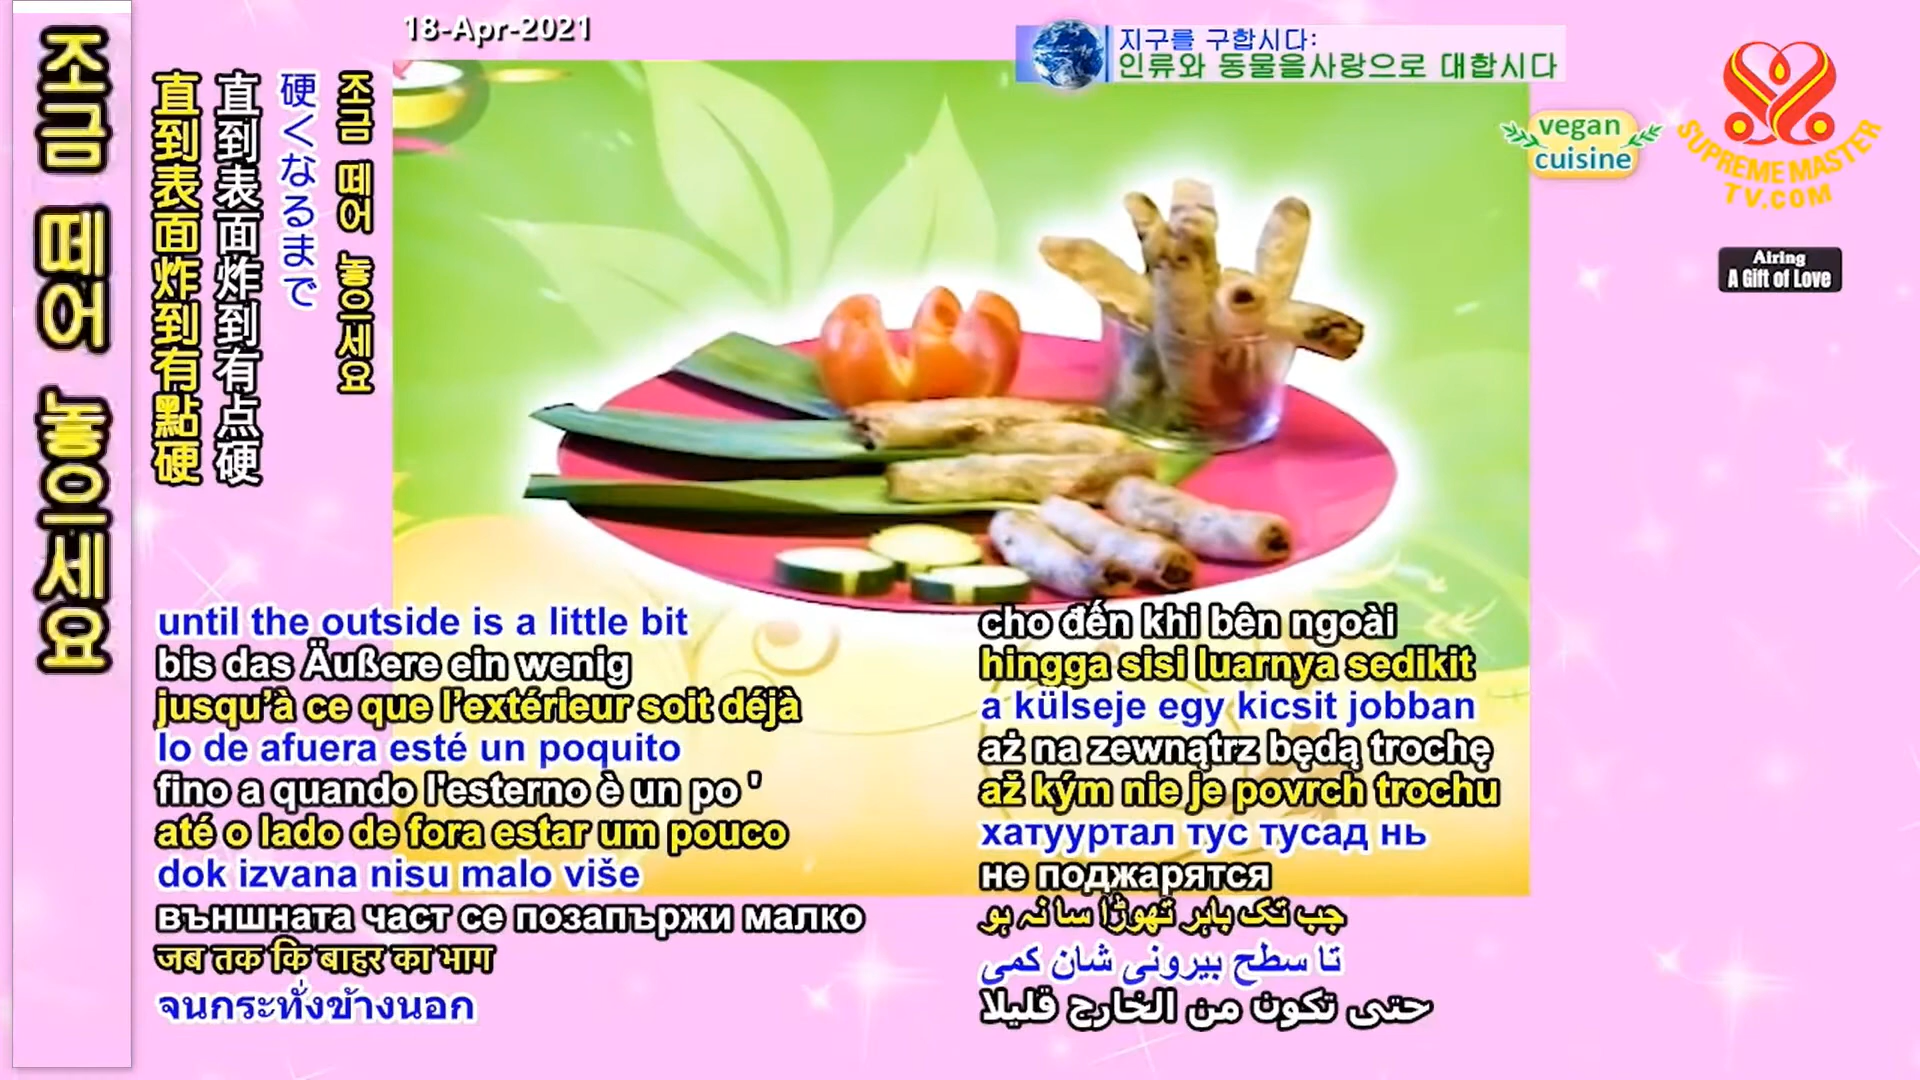 조금 떼어 놓으세요
18-Apr-2021
지구를 구합시다:
인류와 동물을사랑으로 대합시다
vegan
cuisine
SUPREME MASTER
TV.COM
Airing
A Gift of Love
조금 떼어 놓으세요
硬くなるまで
直到表面炸到有点硬
直到表面炸到有點硬
until the outside is a little bit
bis das Äußere ein wenig
jusqu’à ce que l’extérieur soit déjà
lo de afuera esté un poquito
fino a quando l'esterno è un po '
até o lado de fora estar um pouco
dok izvana nisu malo više
външната част се позапържи малко
जब तक कि बाहर का भाग
จนกระทั่งข้างนอก
cho đến khi bên ngoài
hingga sisi luarnya sedikit
a külseje egy kicsit jobban
aż na zewnątrz będą trochę
až kým nie je povrch trochu
хатууртал тус тусад нь
не поджарятся
جب تک باہر تھوڑا سا نہ ہو
تا سطح بیرونی شان کمی
حتى تكون من الخارج قليلا